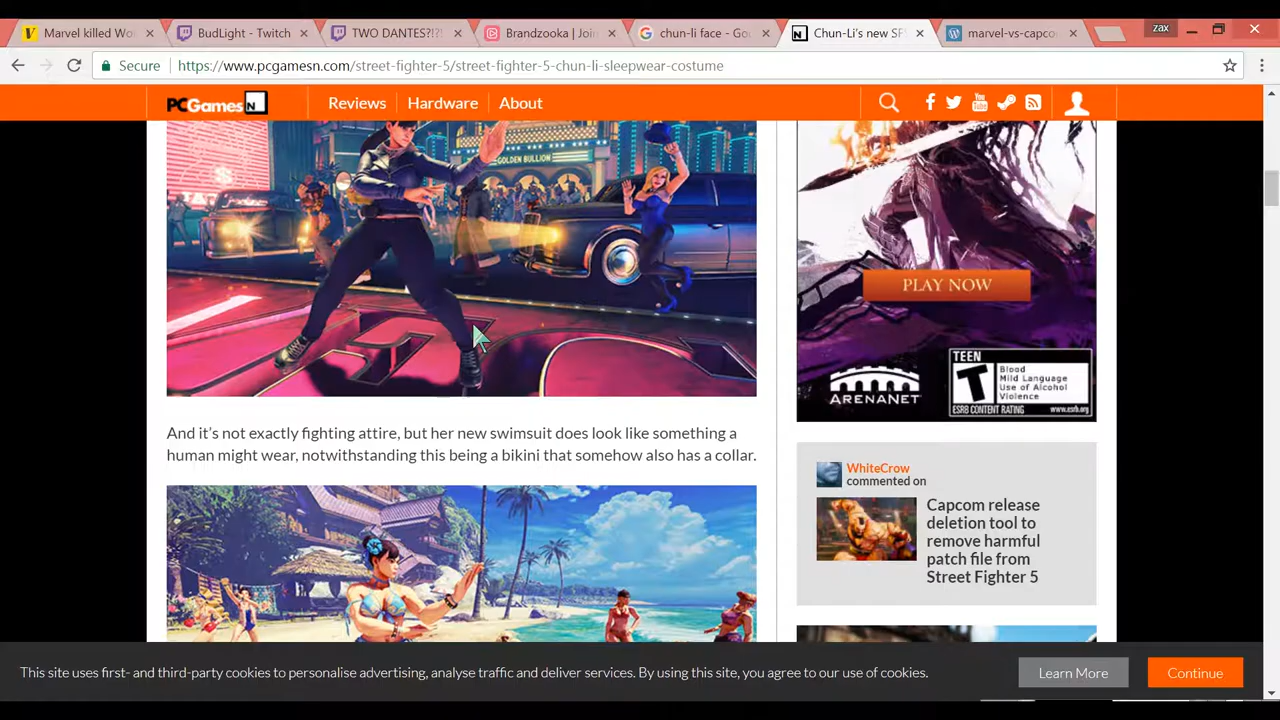 Marvel killed Wo
BudLight - Twitch
TWO DANTES?!?!
Brandzooka | Join
chun-li face - Goo
Chun-Li's new SF
marvel-vs-capco
zax
Secure
https://www.pcgamesn.com/street-fighter-5/street-fighter-5-chun-li-sleepwear-costume
PCGames N
Reviews
Hardware
About
GOLDEN BULLION
PLAY NOW
ARENANET
TEEN
T
Blood
Mild Language
Use of Alcohol
Violence
ESRB CONTENT RATING www.esrb.org
And it's not exactly fighting attire, but her new swimsuit does look like something a
human might wear, notwithstanding this being a bikini that somehow also has a collar.
WhiteCrow
commented on
Capcom release
deletion tool to
remove harmful
patch file from
Street Fighter 5
This site uses first- and third-party cookies to personalise advertising, analyse traffic and deliver services. By using this site, you agree to our use of cookies.
Learn More
Continue